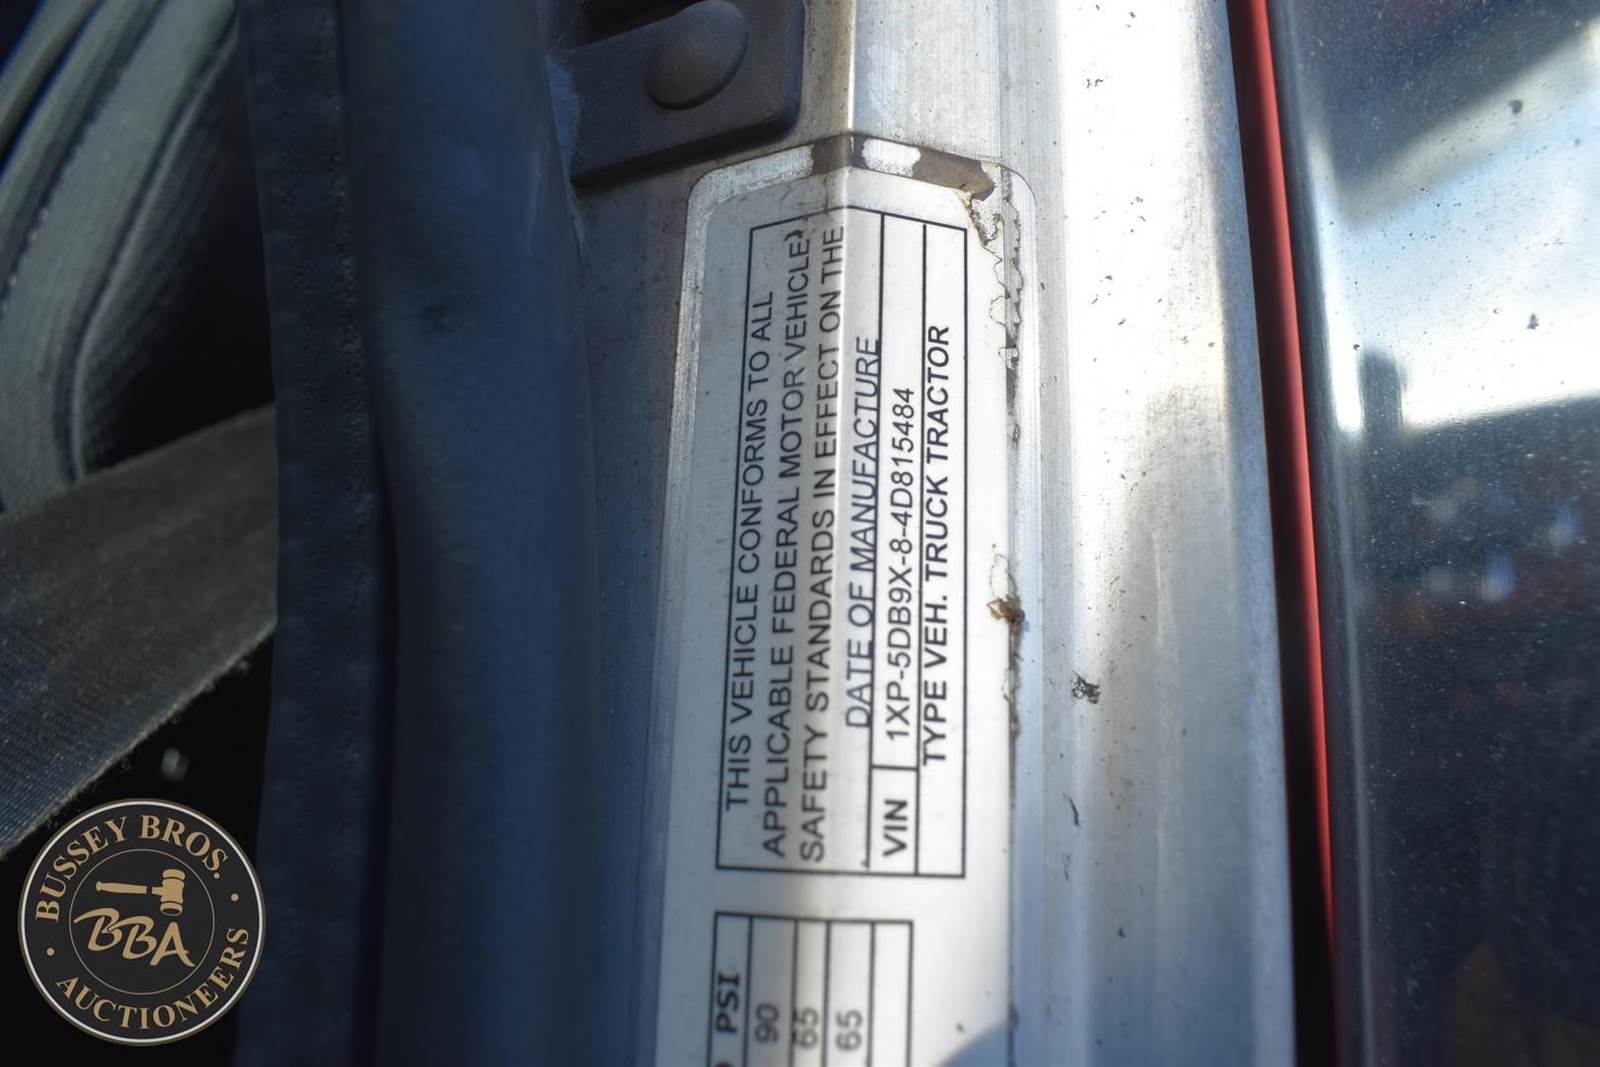 THIS VEHICLE CONFORMS TO ALL
APPLICABLE FEDERAL MOTOR VEHICLE
SAFETY STANDARDS IN EFFECT ON THE
DATE OF MANUFACTURE
VIN 1XP-5DB9X-8-4D815484
TYPE VEH. TRUCK TRACTOR
PSI
90
65
65
BUSSEY BROS.
BBA
AUCTIONEERS